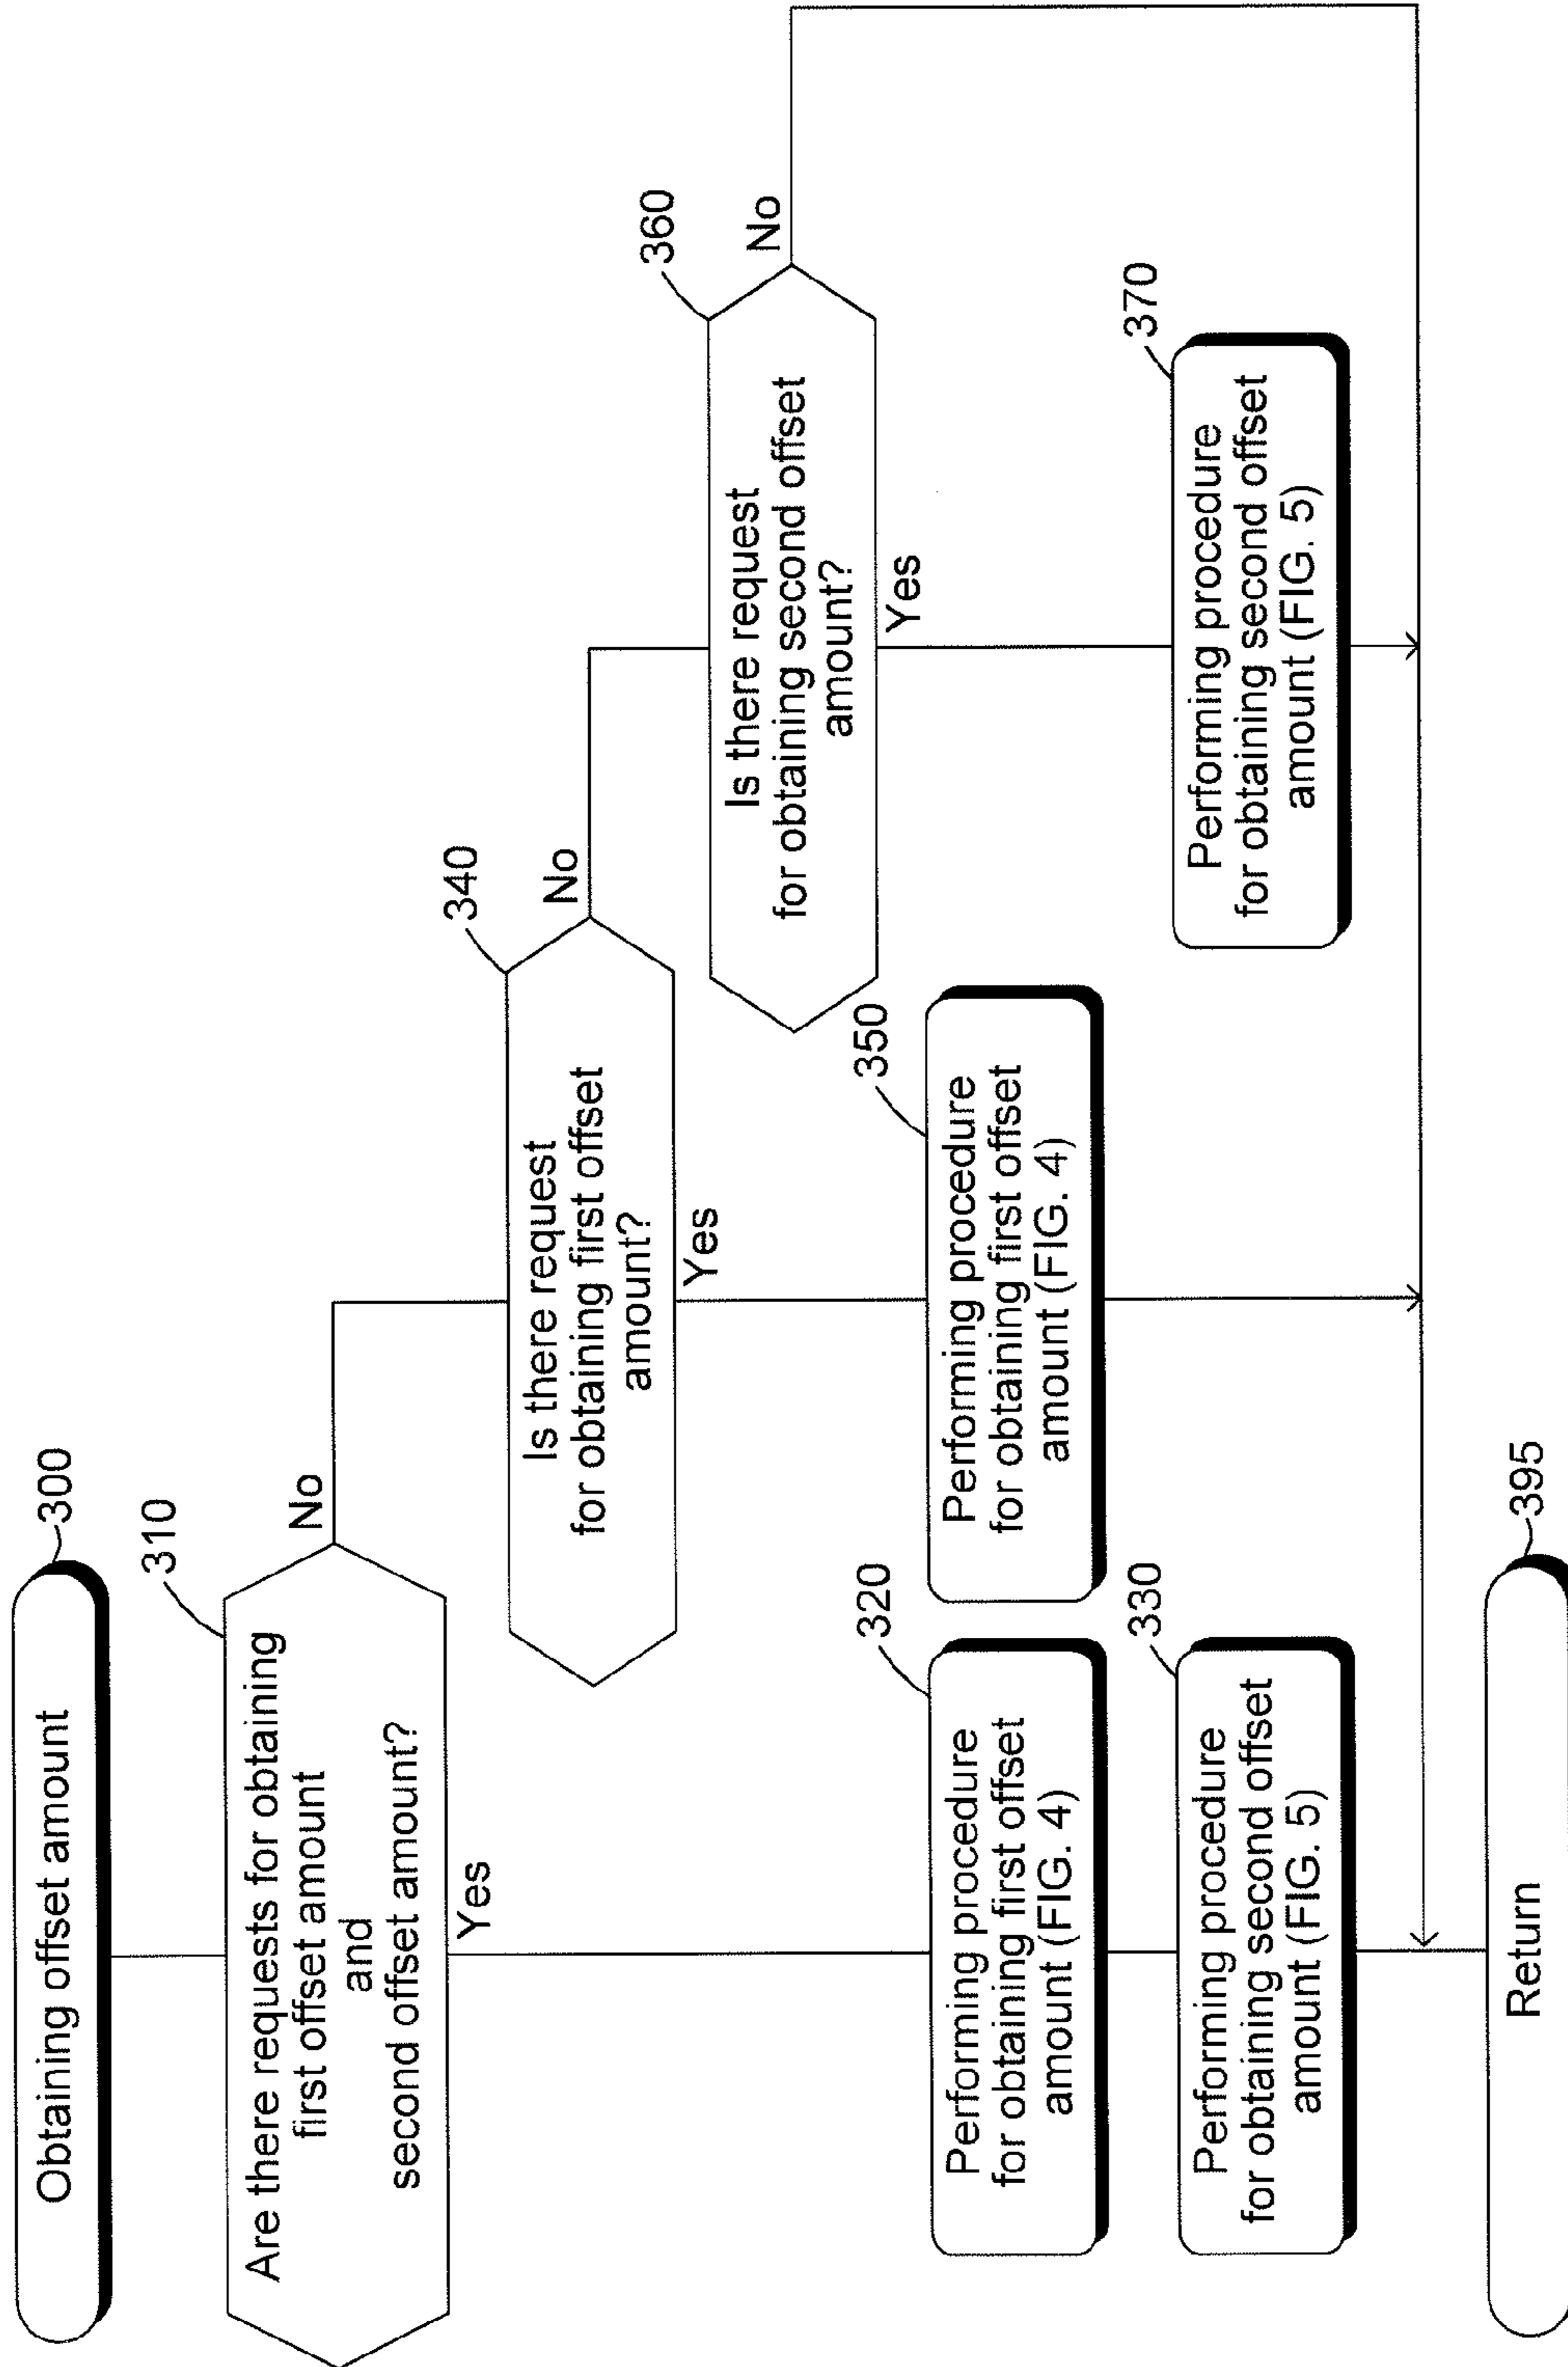 Obtaining offset amount
300
310
Are there requests for obtaining
first offset amount
and
second offset amount?
No
Yes
340
Is there request
for obtaining first offset
amount?
No
Yes
360
Is there request
for obtaining second offset
amount?
No
Yes
320
Performing procedure
for obtaining first offset
amount (FIG. 4)
350
Performing procedure
for obtaining first offset
amount (FIG. 4)
330
Performing procedure
for obtaining second offset
amount (FIG. 5)
370
Performing procedure
for obtaining second offset
amount (FIG. 5)
Return
395